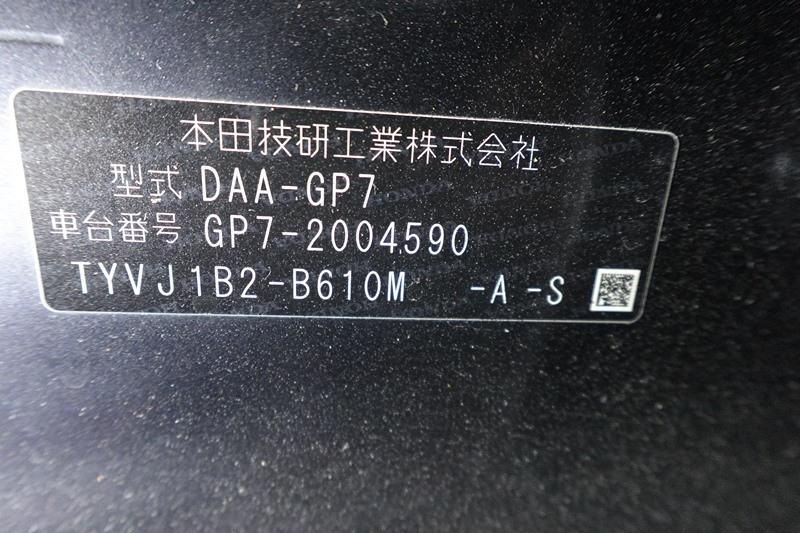 本田技研工業株式会社
型式 DAA-GP7
車台番号 GP7-2004590
TYVJ1B2-B610M -A -S